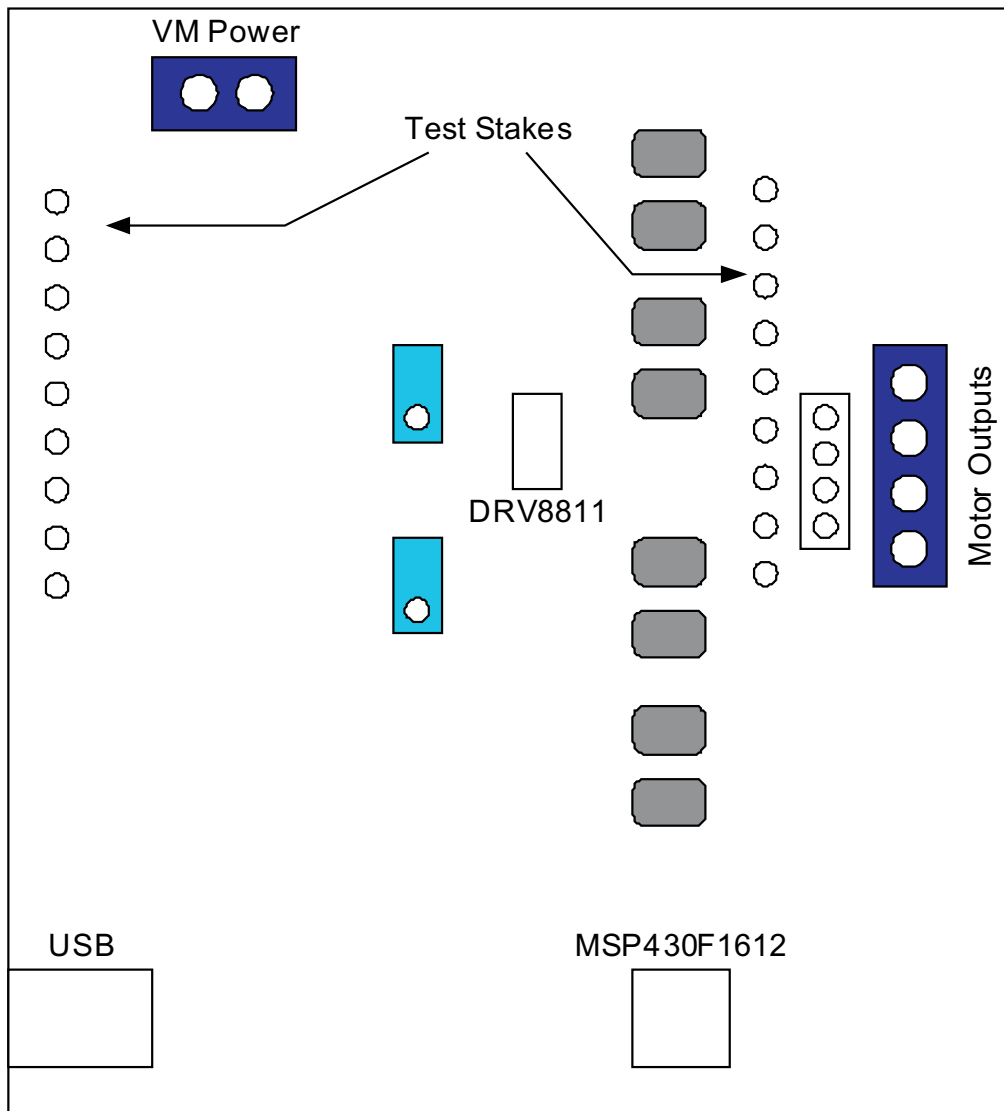 VM Power
Test Stakes
Motor Outputs
DRV8811
USB
MSP430F1612